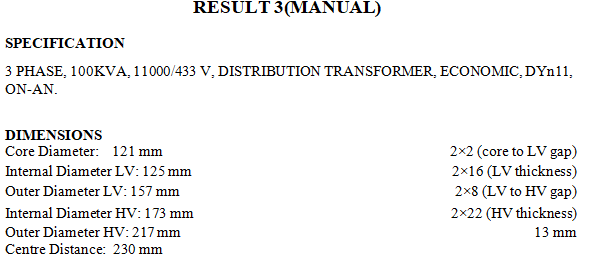 RESULT 3(MANUAL)
SPECIFICATION
3 PHASE, 100KVA, 11000/433 V, DISTRIBUTION TRANSFORMER, ECONOMIC, DYn11,
ON-AN.
DIMENSIONS
Core Diameter: 121 mm 2×2 (core to LV gap)
Internal Diameter LV: 125 mm 2×16 (LV thickness)
Outer Diameter LV: 157 mm 2×8 (LV to HV gap)
Internal Diameter HV: 173 mm 2×22 (HV thickness)
Outer Diameter HV: 217 mm 13 mm
Centre Distance: 230 mm